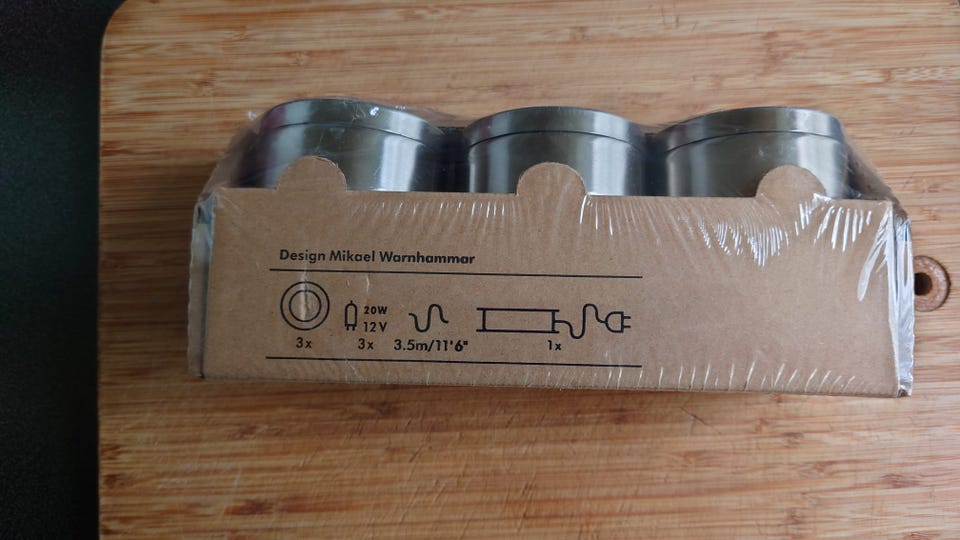 Design Mikael Warnhammar
20W
12V
3x 3x 3.5m/11'6" 1x